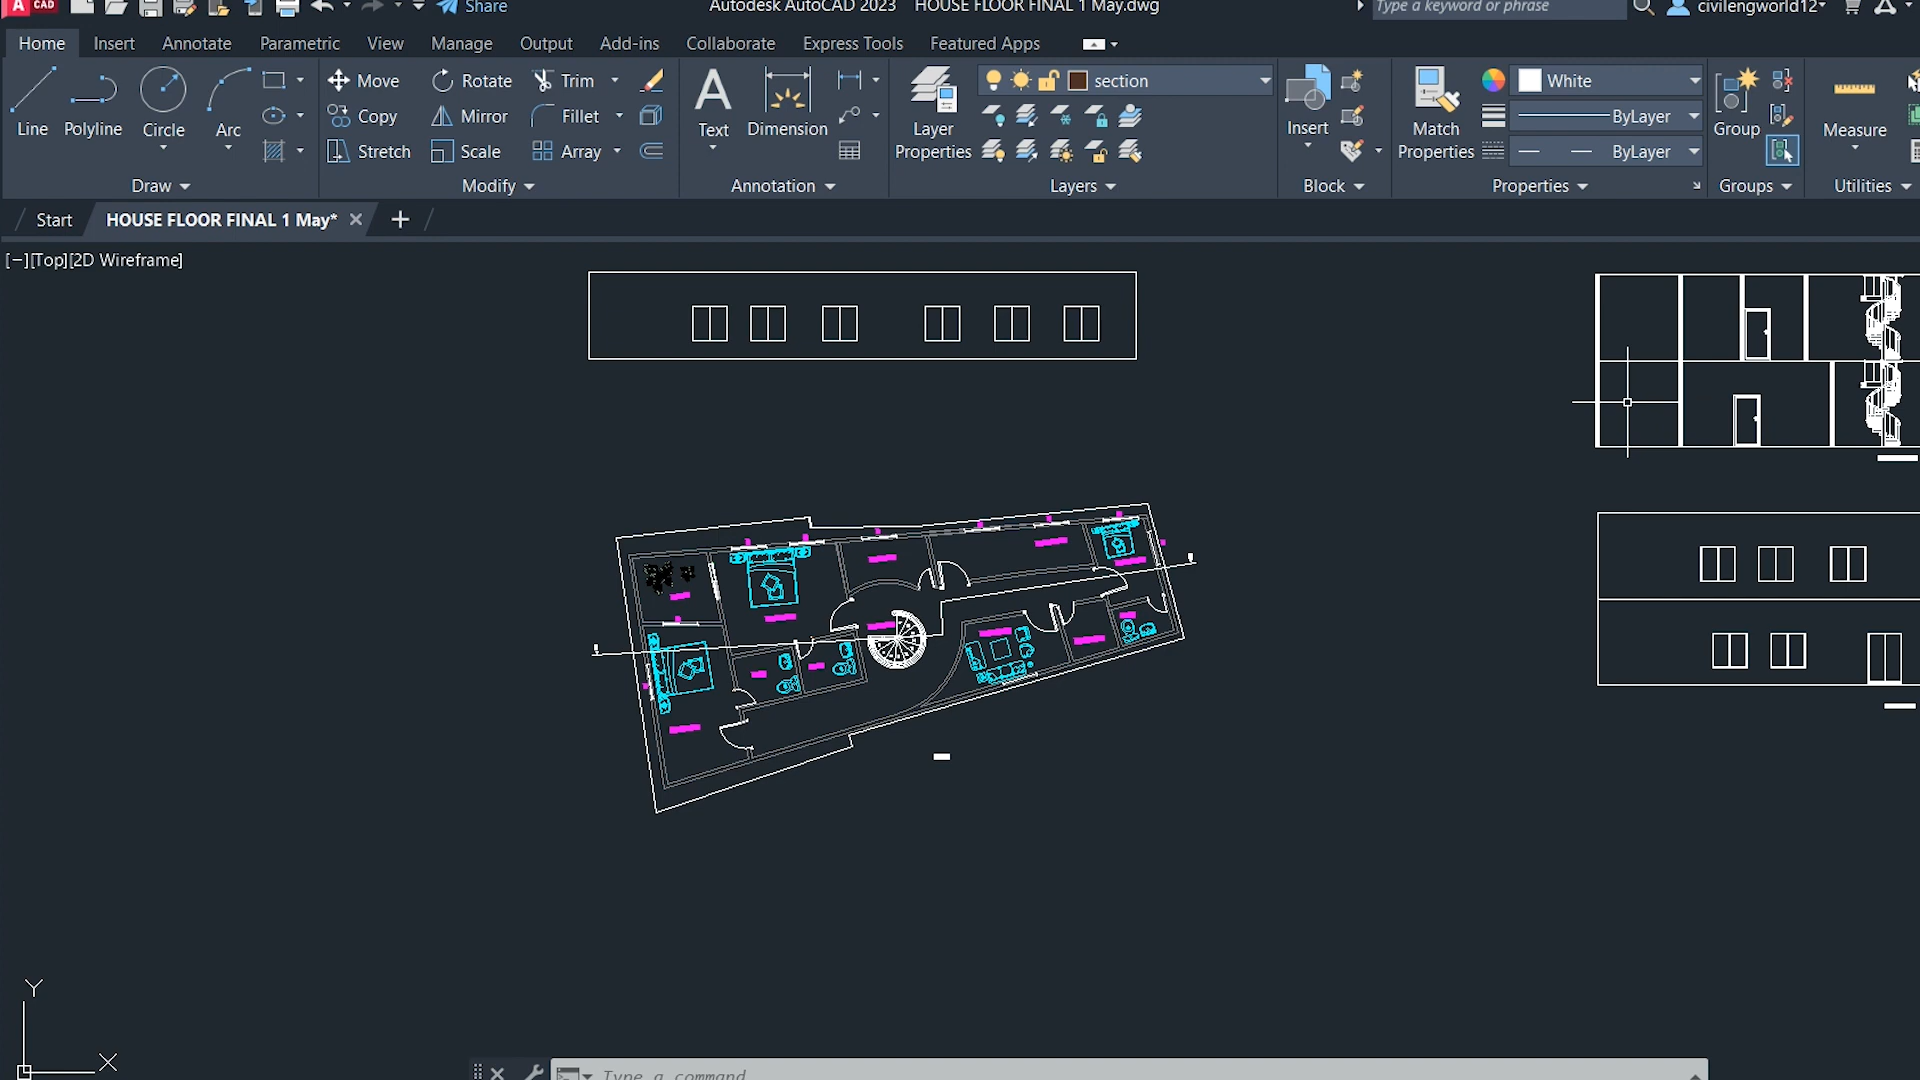 A CAD
Share
Autodesk AutoCAD 2023 HOUSE FLOOR FINAL 1 May.dwg
Type a keyword or phrase
civilengworld12
Home Insert Annotate Parametric View Manage Output Add-ins Collaborate Express Tools Featured Apps
Line Polyline Circle Arc
Draw
Move Rotate Trim
Copy Mirror Fillet
Stretch Scale Array
Modify
A
Text Dimension
Annotation
Layer
Properties
section
Layers
Insert
Block
Match
Properties
White
ByLayer
ByLayer
Properties
Group
Groups
Measure
Utilities
Start HOUSE FLOOR FINAL 1 May*
[−][Top][2D Wireframe]
Y
X
Type a command